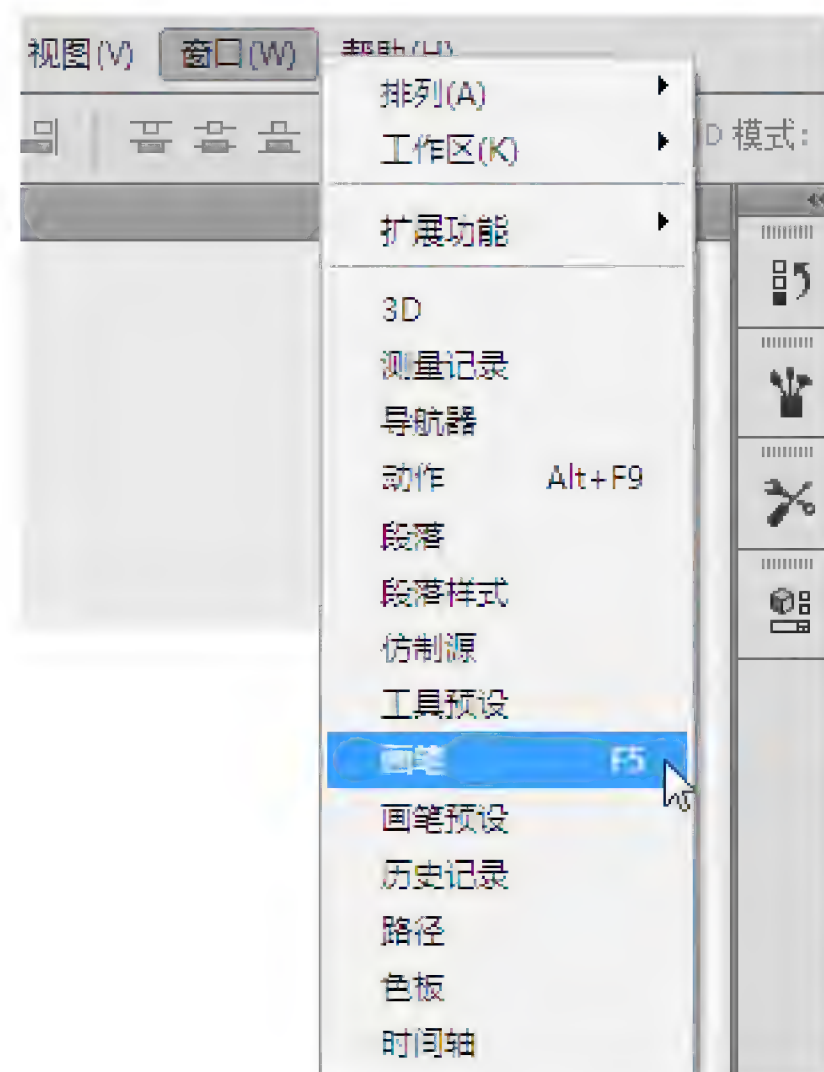 视图(V) 窗口(W) 帮助(H)
排列(A)
工作区(K)
D 模式:
扩展功能
3D
测量记录
导航器
动作 Alt+F9
段落
段落样式
仿制源
工具预设
画笔 F5
画笔预设
历史记录
路径
色板
时间轴